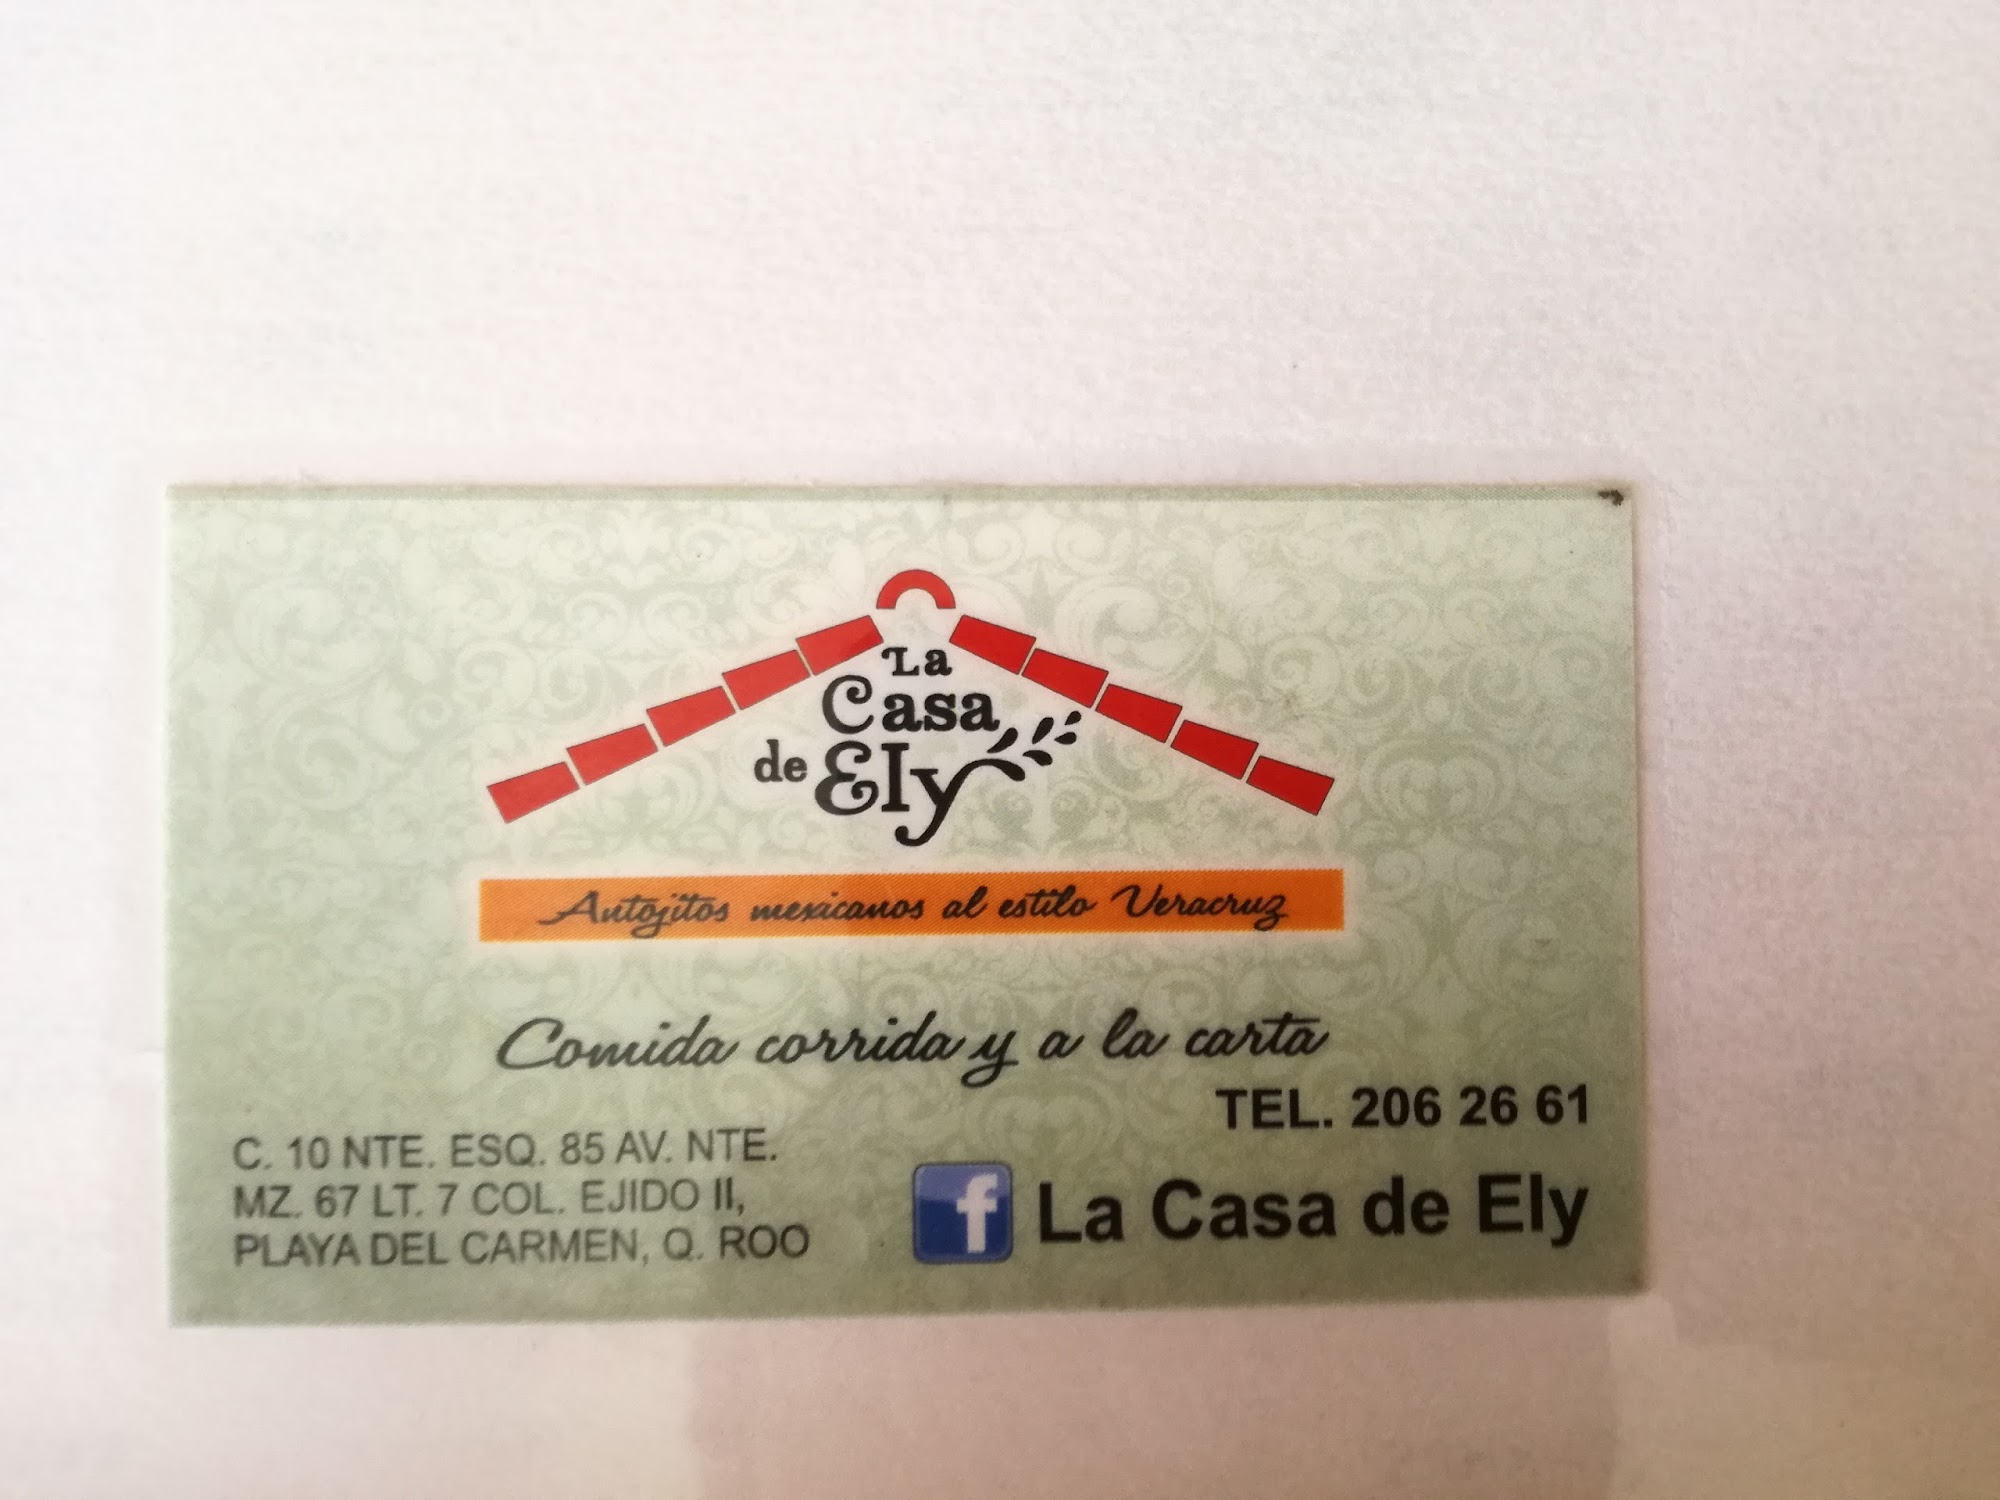 La
Casa
de Ely
Antojitos mexicanos al estilo Veracruz
Comida corrida y a la carta
TEL. 206 26 61
C. 10 NTE. ESQ. 85 AV. NTE.
MZ. 67 LT. 7 COL. EJIDO II,
PLAYA DEL CARMEN, Q. ROO
f La Casa de Ely